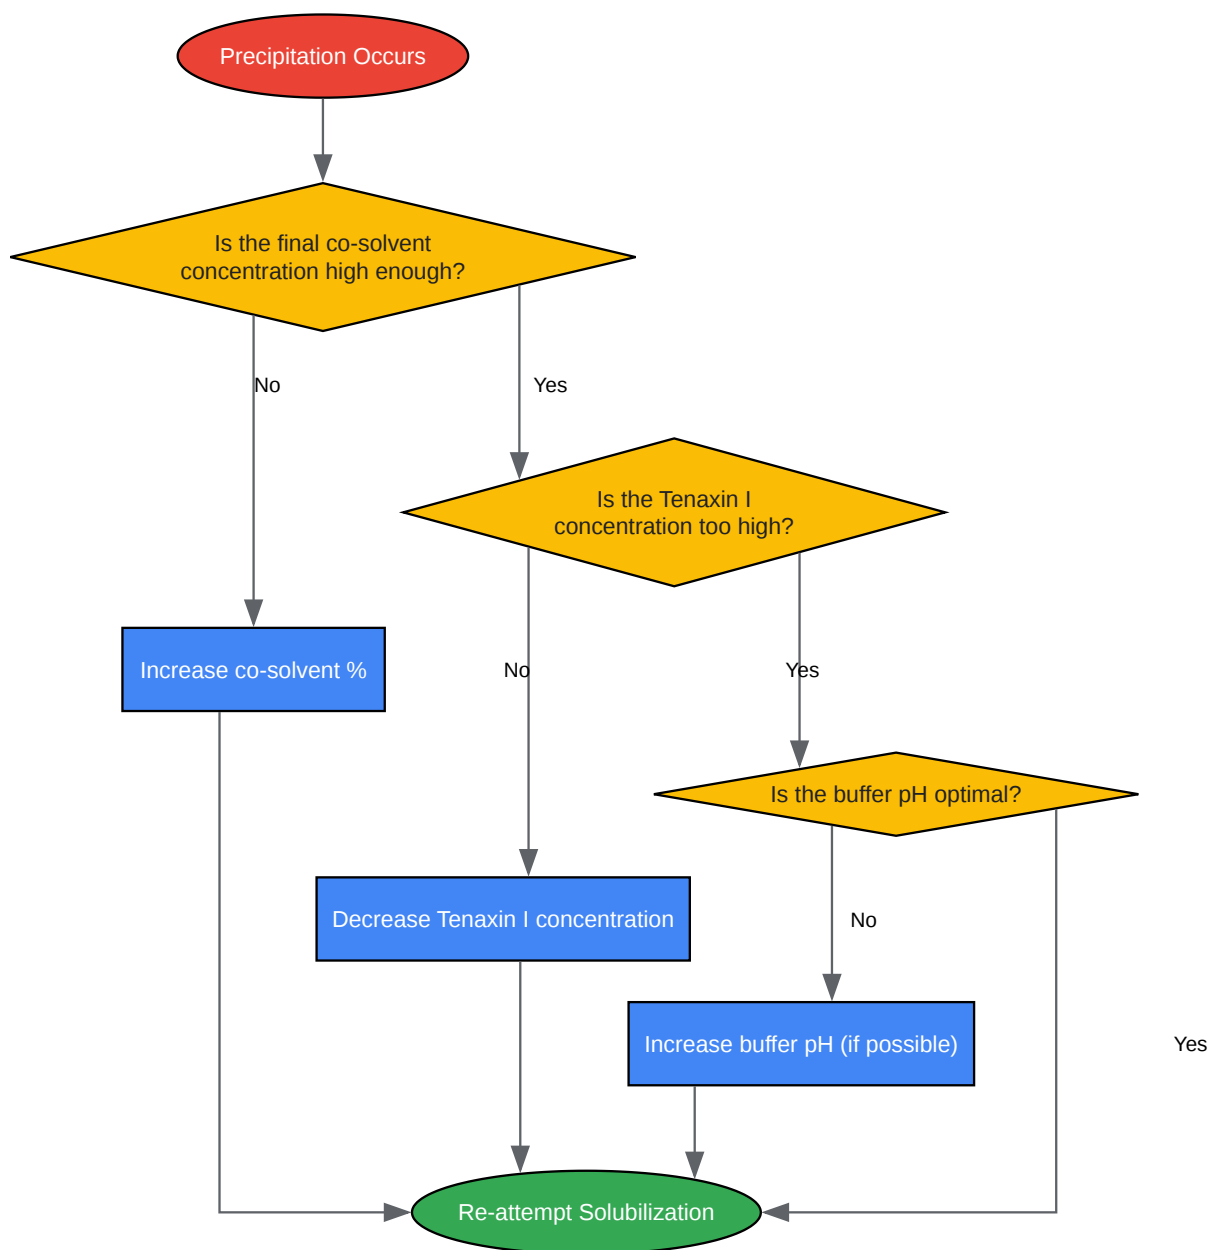 Precipitation Occurs
Is the final co-solvent
concentration high enough?
No
Yes
Is the Tenaxin I
concentration too high?
Increase co-solvent %
No
Yes
Is the buffer pH optimal?
Decrease Tenaxin I concentration
No
Increase buffer pH (if possible)
Yes
Re-attempt Solubilization